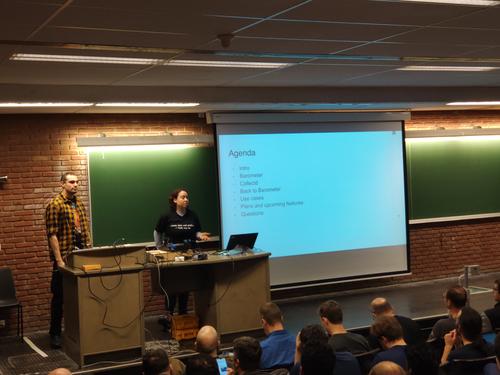 Agenda
Intro
Barometer
Collectd
Back to Barometer
Use cases
Plans and upcoming features
Questions